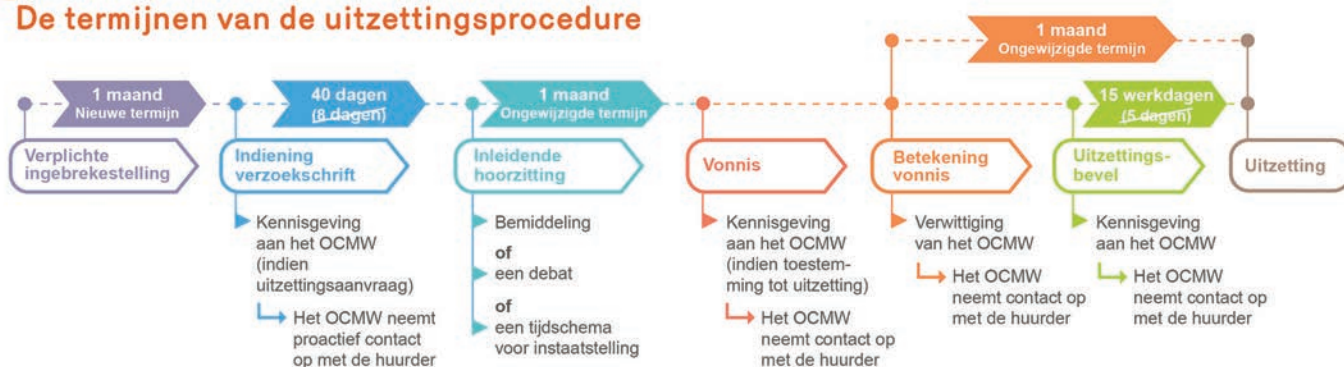 De termijnen van de uitzettingsprocedure
1 maand
Nieuwe termijn
40 dagen
(8 dagen)
1 maand
Ongewijzigde termijn
1 maand
Ongewijzigde termijn
15 werkdagen
(5 dagen)
Verplichte
ingebrekestelling
Indiening
verzoekschrift
Inleidende
hoorzitting
Vonnis
Betekening
vonnis
Uitzettings-
bevel
Uitzetting
Kennisgeving
aan het OCMW
(indien
uitzettingsaanvraag)
Het OCMW neemt
proactief contact
op met de huurder
Bemiddeling
of
een debat
of
een tijdschema
voor instaatstelling
Kennisgeving
aan het OCMW
(indien toestem-
ming tot uitzetting)
Het OCMW
neemt contact op
met de huurder
Verwittiging
van het OCMW
Het OCMW
neemt contact op
met de huurder
Kennisgeving
aan het OCMW
Het OCMW
neemt contact op
met de huurder